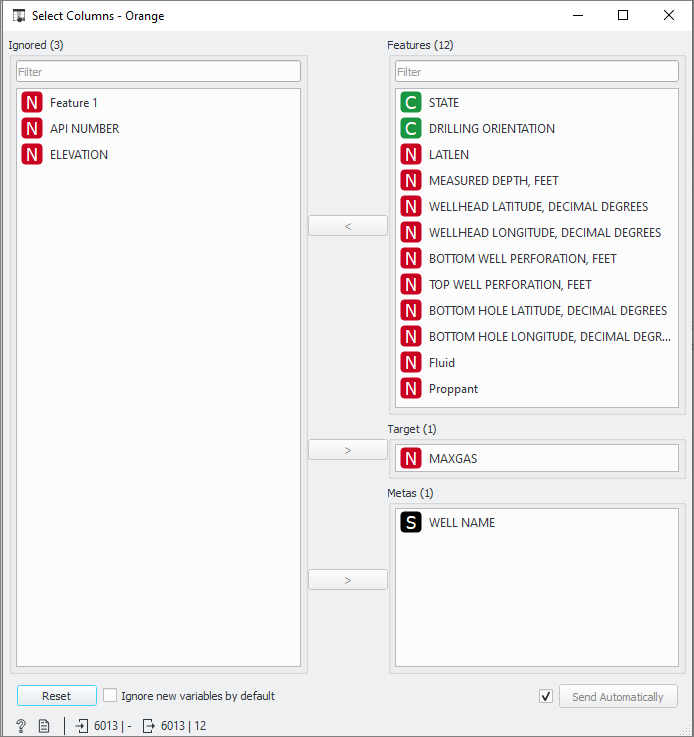 Select Columns - Orange
Ignored (3)
Filter
N Feature 1
N API NUMBER
N ELEVATION
<
>
>
Features (12)
Filter
C STATE
C DRILLING ORIENTATION
N LATLEN
N MEASURED DEPTH, FEET
N WELLHEAD LATITUDE, DECIMAL DEGREES
N WELLHEAD LONGITUDE, DECIMAL DEGREES
N BOTTOM WELL PERFORATION, FEET
N TOP WELL PERFORATION, FEET
N BOTTOM HOLE LATITUDE, DECIMAL DEGREES
N BOTTOM HOLE LONGITUDE, DECIMAL DEGR...
N Fluid
N Proppant
Target (1)
N MAXGAS
Metas (1)
S WELL NAME
Reset
Ignore new variables by default
Send Automatically
? 6013 | - 6013 | 12